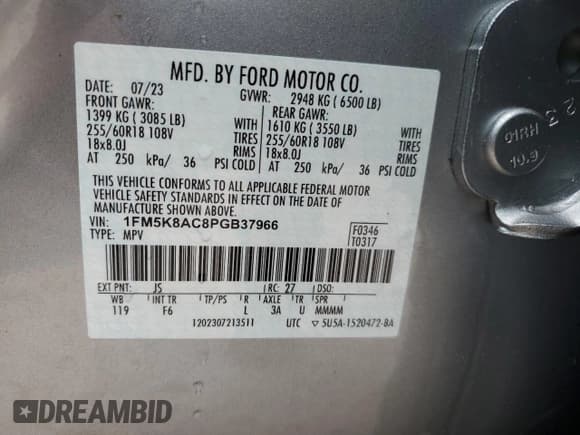 MFD. BY FORD MOTOR CO.
DATE: 07/23 GVWR: 2948 KG ( 6500 LB)
FRONT GAWR: REAR GAWR:
1399 KG ( 3085 LB) 1610 KG ( 3550 LB)
255/60R18 108V TIRES 255/60R18 108V TIRES
18x8.0J RIMS 18x8.0J RIMS
AT 250 kPa/ 36 PSI COLD AT 250 kPa/ 36 PSI COLD
THIS VEHICLE CONFORMS TO ALL APPLICABLE FEDERAL MOTOR
VEHICLE SAFETY STANDARDS IN EFFECT ON THE DATE OF
MANUFACTURE SHOWN ABOVE.
VIN: 1FM5K8AC8PGB37966 F0346
TYPE: MPV T0317
EXT PNT: JS RC: 27 DSO:
WB INT TR TP/PS R AXLE TR SPR
119 F6 L 3A U MMMM
1202307213511 UTC ▽ 5U5A-1520472-BA
01RH
10.9
2 3
DREAMBID